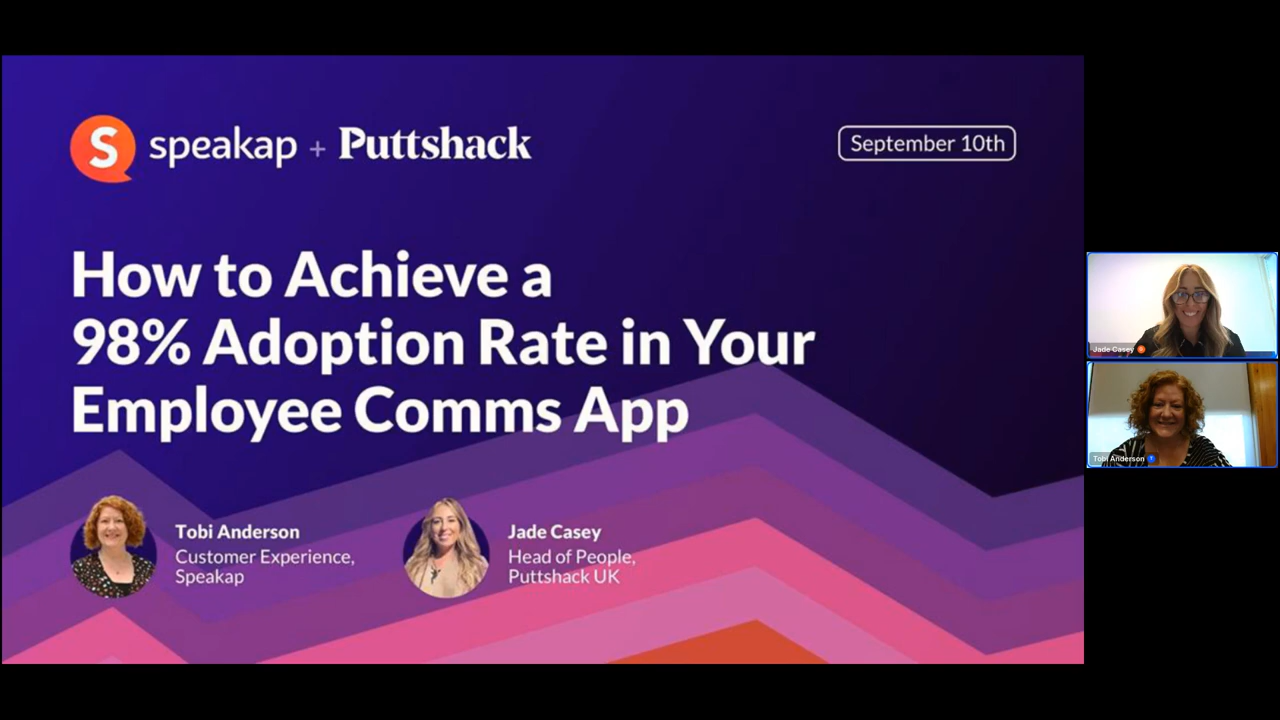 S speakap + Puttshack
September 10th
How to Achieve a
98% Adoption Rate in Your
Employee Comms App
Tobi Anderson
Customer Experience,
Speakap
Jade Casey
Head of People,
Puttshack UK
Jade Casey
Tobi Anderson